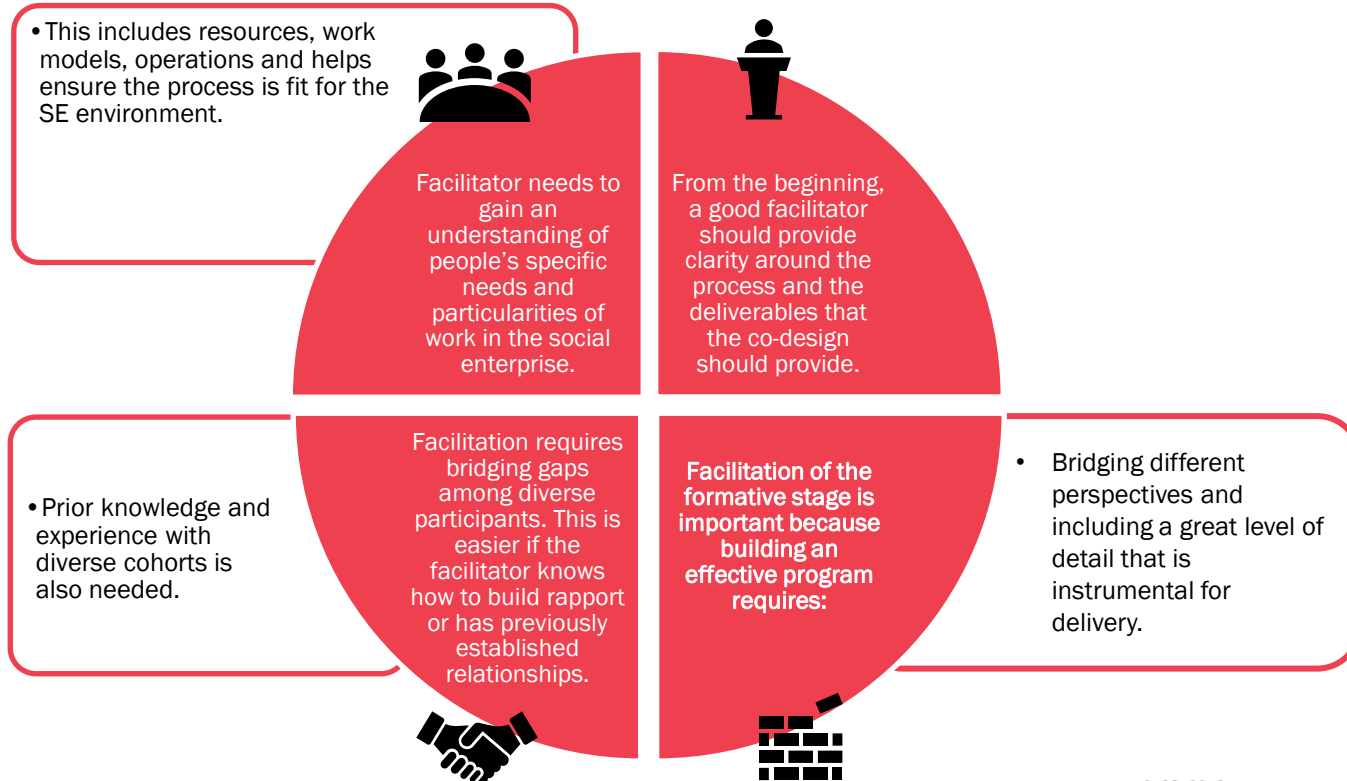 •This includes resources, work
models, operations and helps
ensure the process is fit for the
SE environment.
Facilitator needs to
gain an
understanding of
people's specific
needs and
particularities of
work in the social
enterprise.
From the beginning,
a good facilitator
should provide
clarity around the
process and the
deliverables that
the co-design
should provide.
•Prior knowledge and
experience with
diverse cohorts is
also needed.
Facilitation requires
bridging gaps
among diverse
participants. This is
easier if the
facilitator knows
how to build rapport
or has previously
established
relationships.
Facilitation of the
formative stage is
important because
building an
effective program
requires:
• Bridging different
perspectives and
including a great level of
detail that is
instrumental for
delivery.